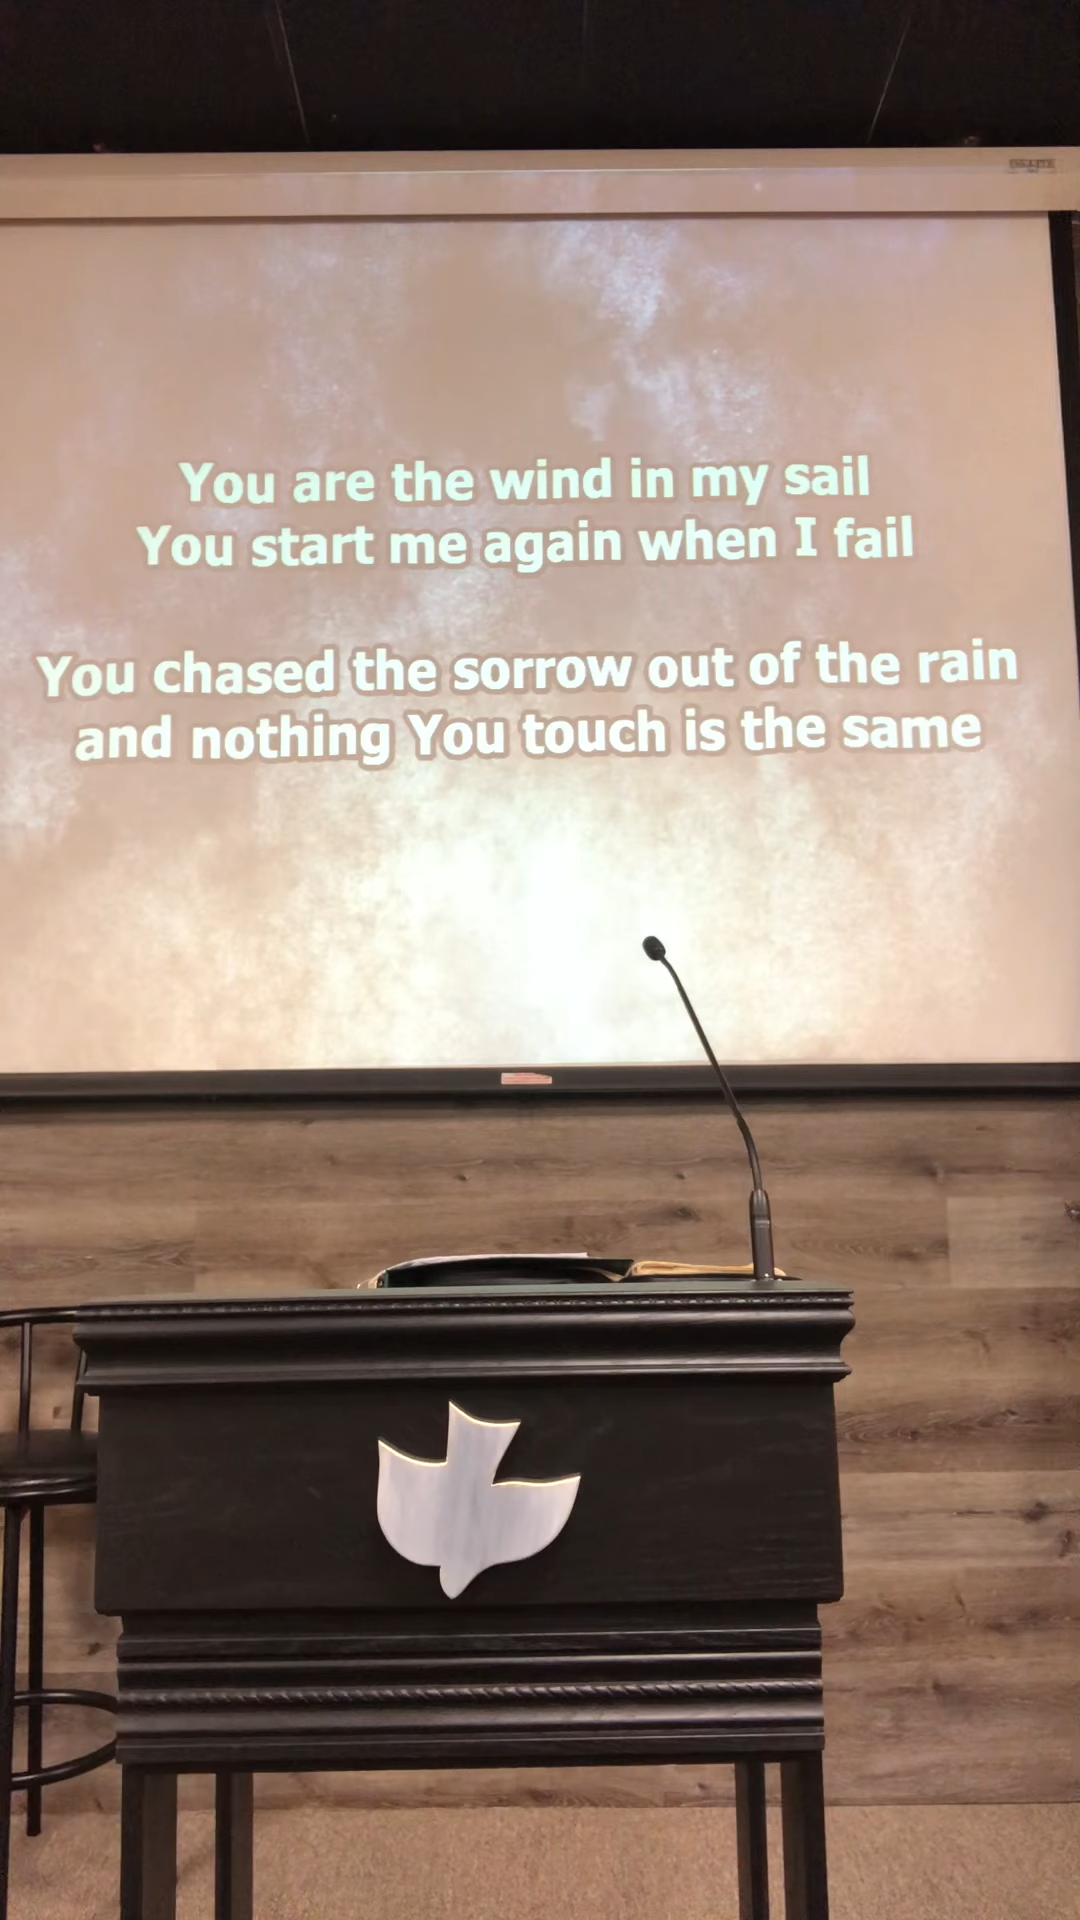 You are the wind in my sail
You start me again when I fail
You chased the sorrow out of the rain
and nothing You touch is the same